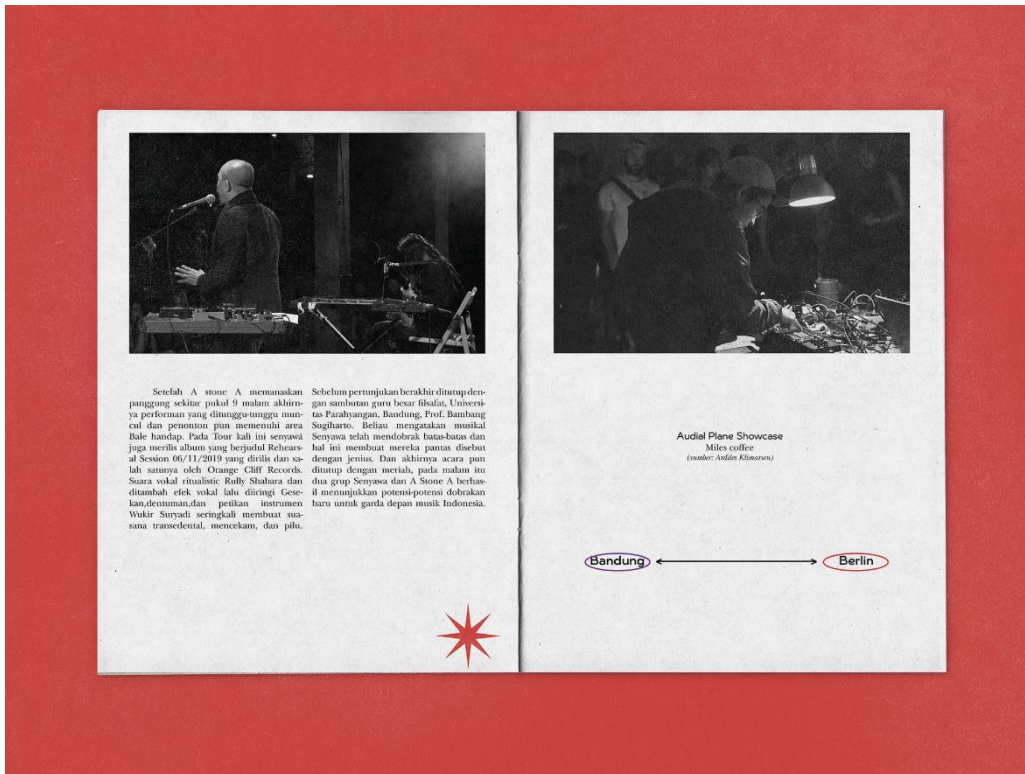 Setelah A stone A memanaskan
panggung sekitar pukul 9 malam akhirn-
ya performan yang ditunggu-tunggu mun-
cul dan penonton pun memenuhi area
Bale handap. Pada Tour kali ini senyawa
juga merilis album yang berjudul Rehears-
al Session 06/11/2019 yang dirilis dan sa-
lah satunya oleh Orange Cliff Records.
Suara vokal ritualistic Rully Shabara dan
ditambah efek vokal lalu diiringi Gese-
kan,dentuman,dan petikan instrumen
Wukir Suryadi seringkali membuat sua-
sana transedental, mencekam, dan pilu.
Sebelum pertunjukan berakhir ditutup den-
gan sambutan guru besar filsafat, Universi-
tas Parahyangan, Bandung, Prof. Bambang
Sugiharto. Beliau mengatakan musikal
Senyawa telah mendobrak batas-batas dan
hal ini membuat mereka pantas disebut
dengan jenius. Dan akhirnya acara pun
ditutup dengan meriah, pada malam itu
dua grup Senyawa dan A Stone A berhas-
il menunjukkan potensi-potensi dobrakan
baru untuk garda depan musik Indonesia.
Audial Plane Showcase
Miles coffee
(sumber: Ardiles Klimarsen)
Bandung
Berlin